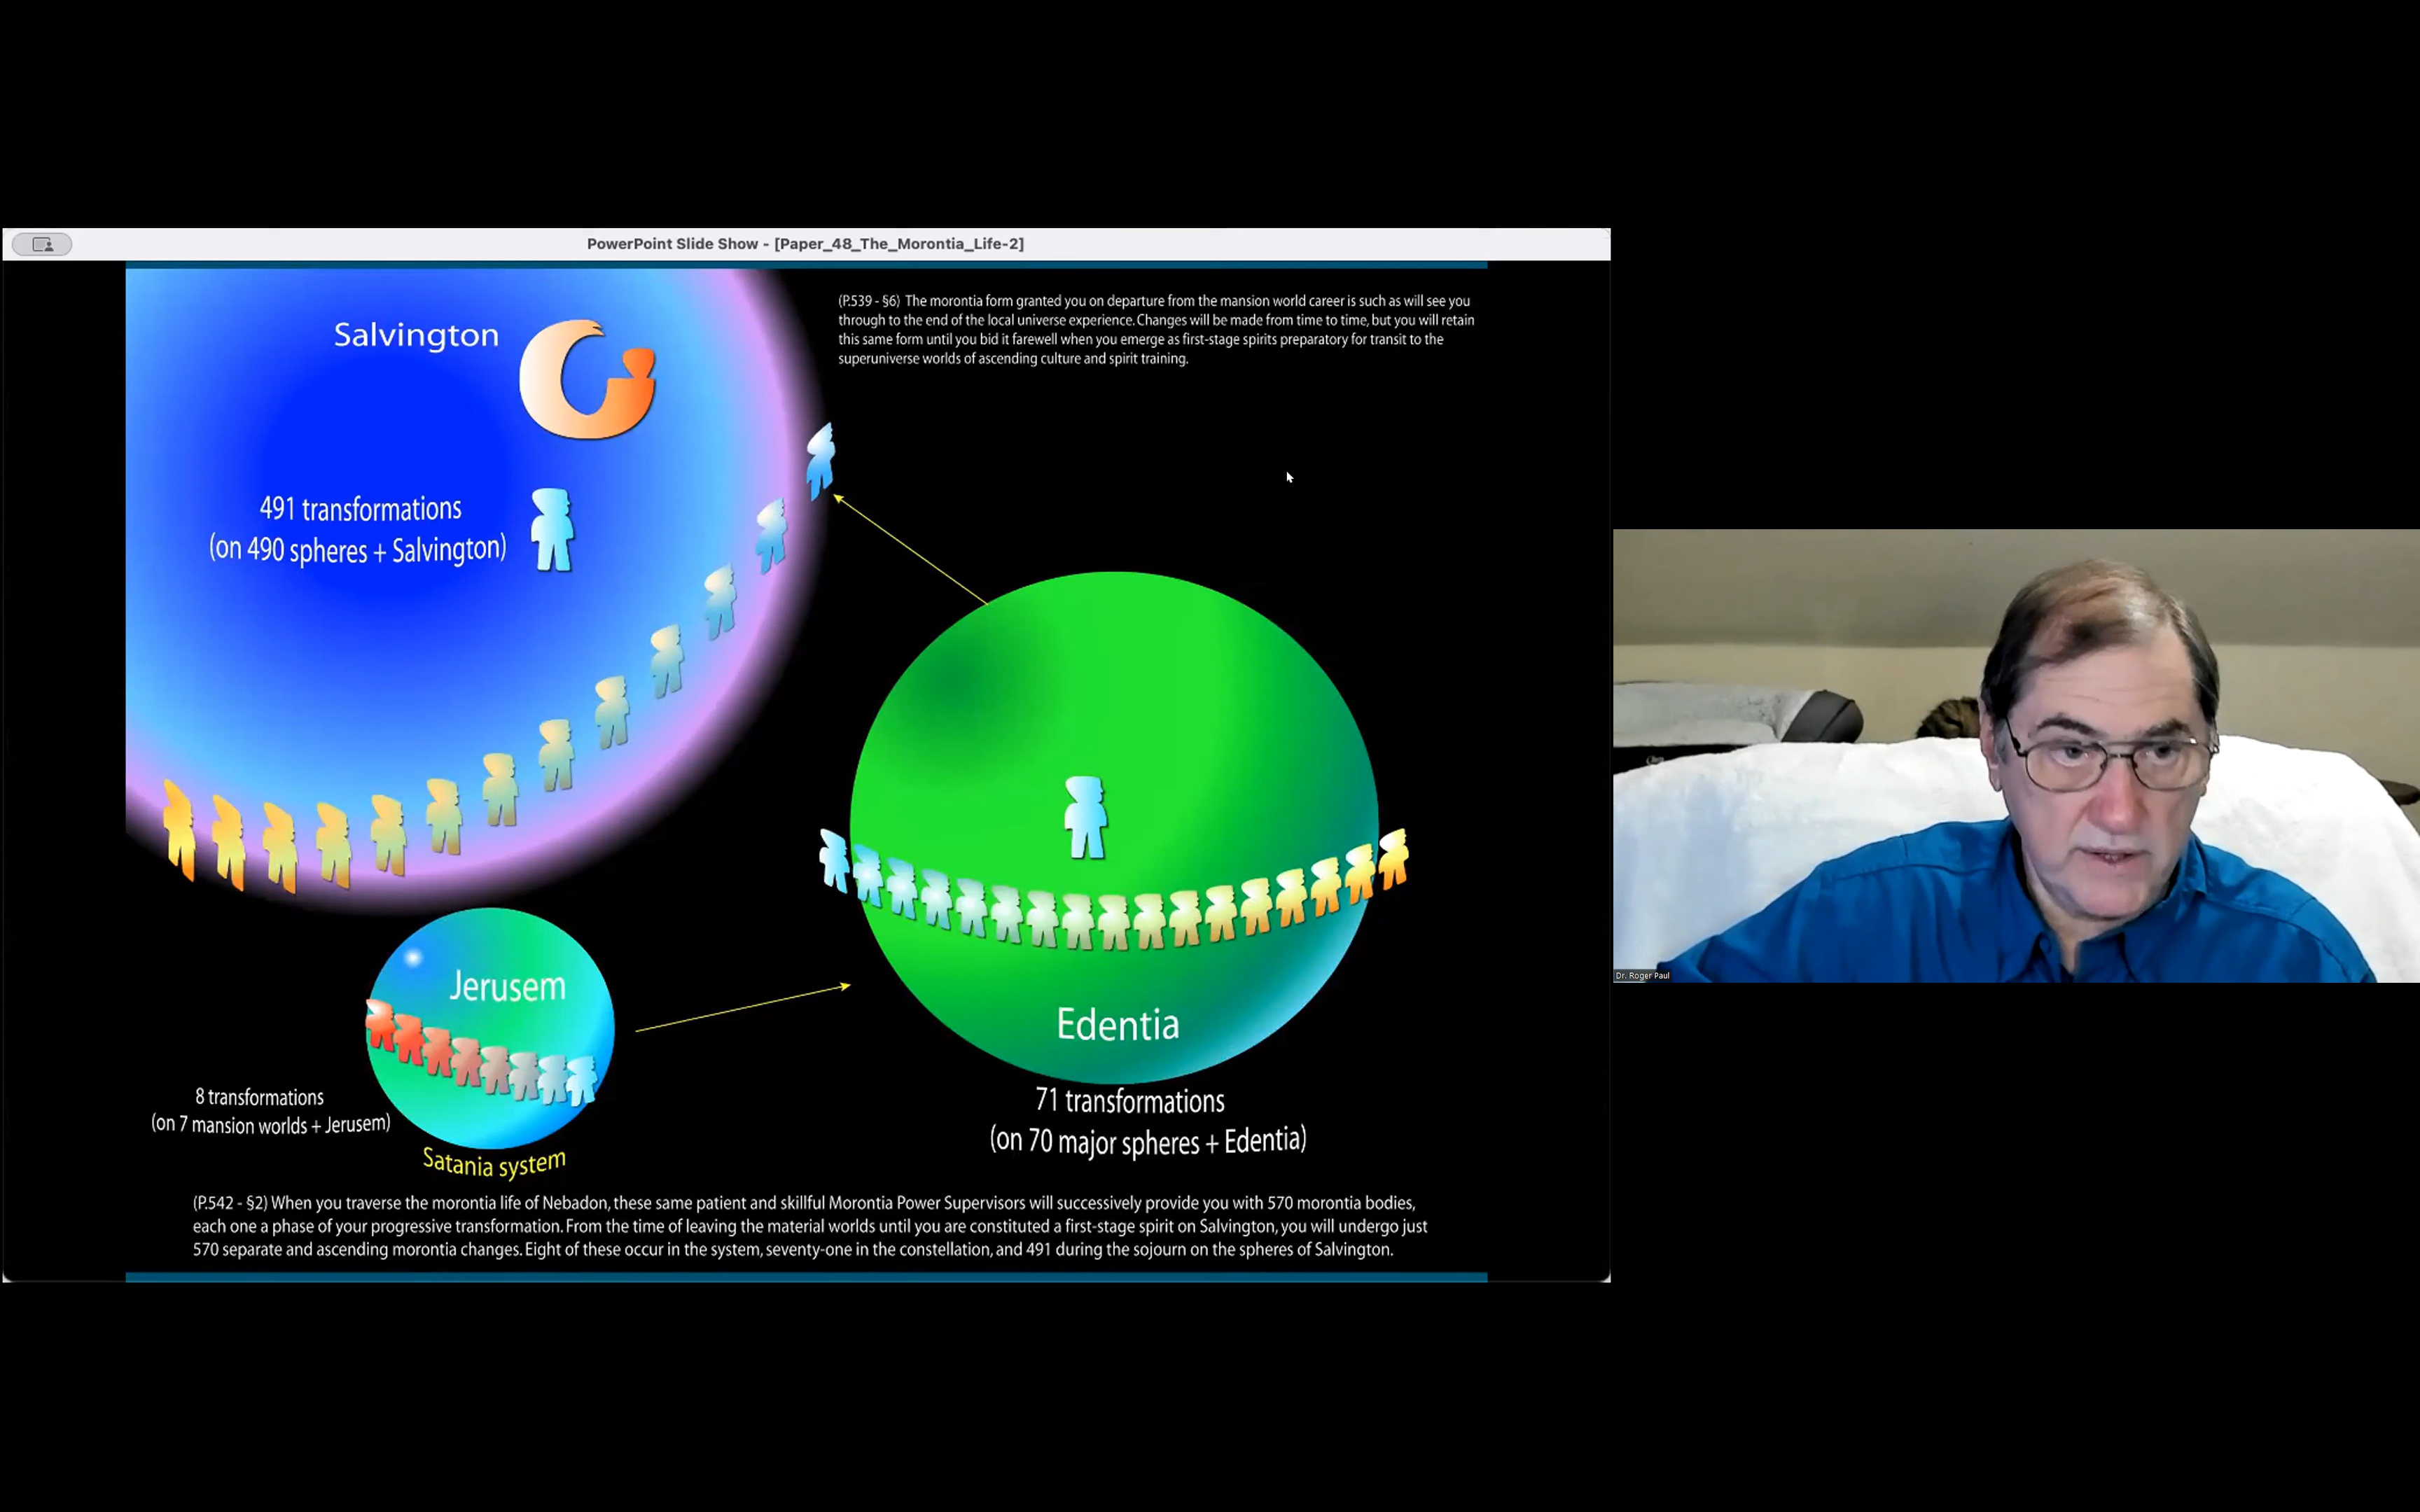 PowerPoint Slide Show - [Paper_48_The_Morontia_Life-2]
Salvington
(P.539 - §6) The morontia form granted you on departure from the mansion world career is such as will see you
through to the end of the local universe experience. Changes will be made from time to time, but you will retain
this same form until you bid it farewell when you emerge as first-stage spirits preparatory for transit to the
superuniverse worlds of ascending culture and spirit training.
491 transformations
(on 490 spheres + Salvington)
Jerusem
8 transformations
(on 7 mansion worlds + Jerusem)
Satania system
Edentia
71 transformations
(on 70 major spheres + Edentia)
(P.542 - §2) When you traverse the morontia life of Nebadon, these same patient and skillful Morontia Power Supervisors will successively provide you with 570 morontia bodies,
each one a phase of your progressive transformation. From the time of leaving the material worlds until you are constituted a first-stage spirit on Salvington, you will undergo just
570 separate and ascending morontia changes. Eight of these occur in the system, seventy-one in the constellation, and 491 during the sojourn on the spheres of Salvington.
Dr. Roger Paul